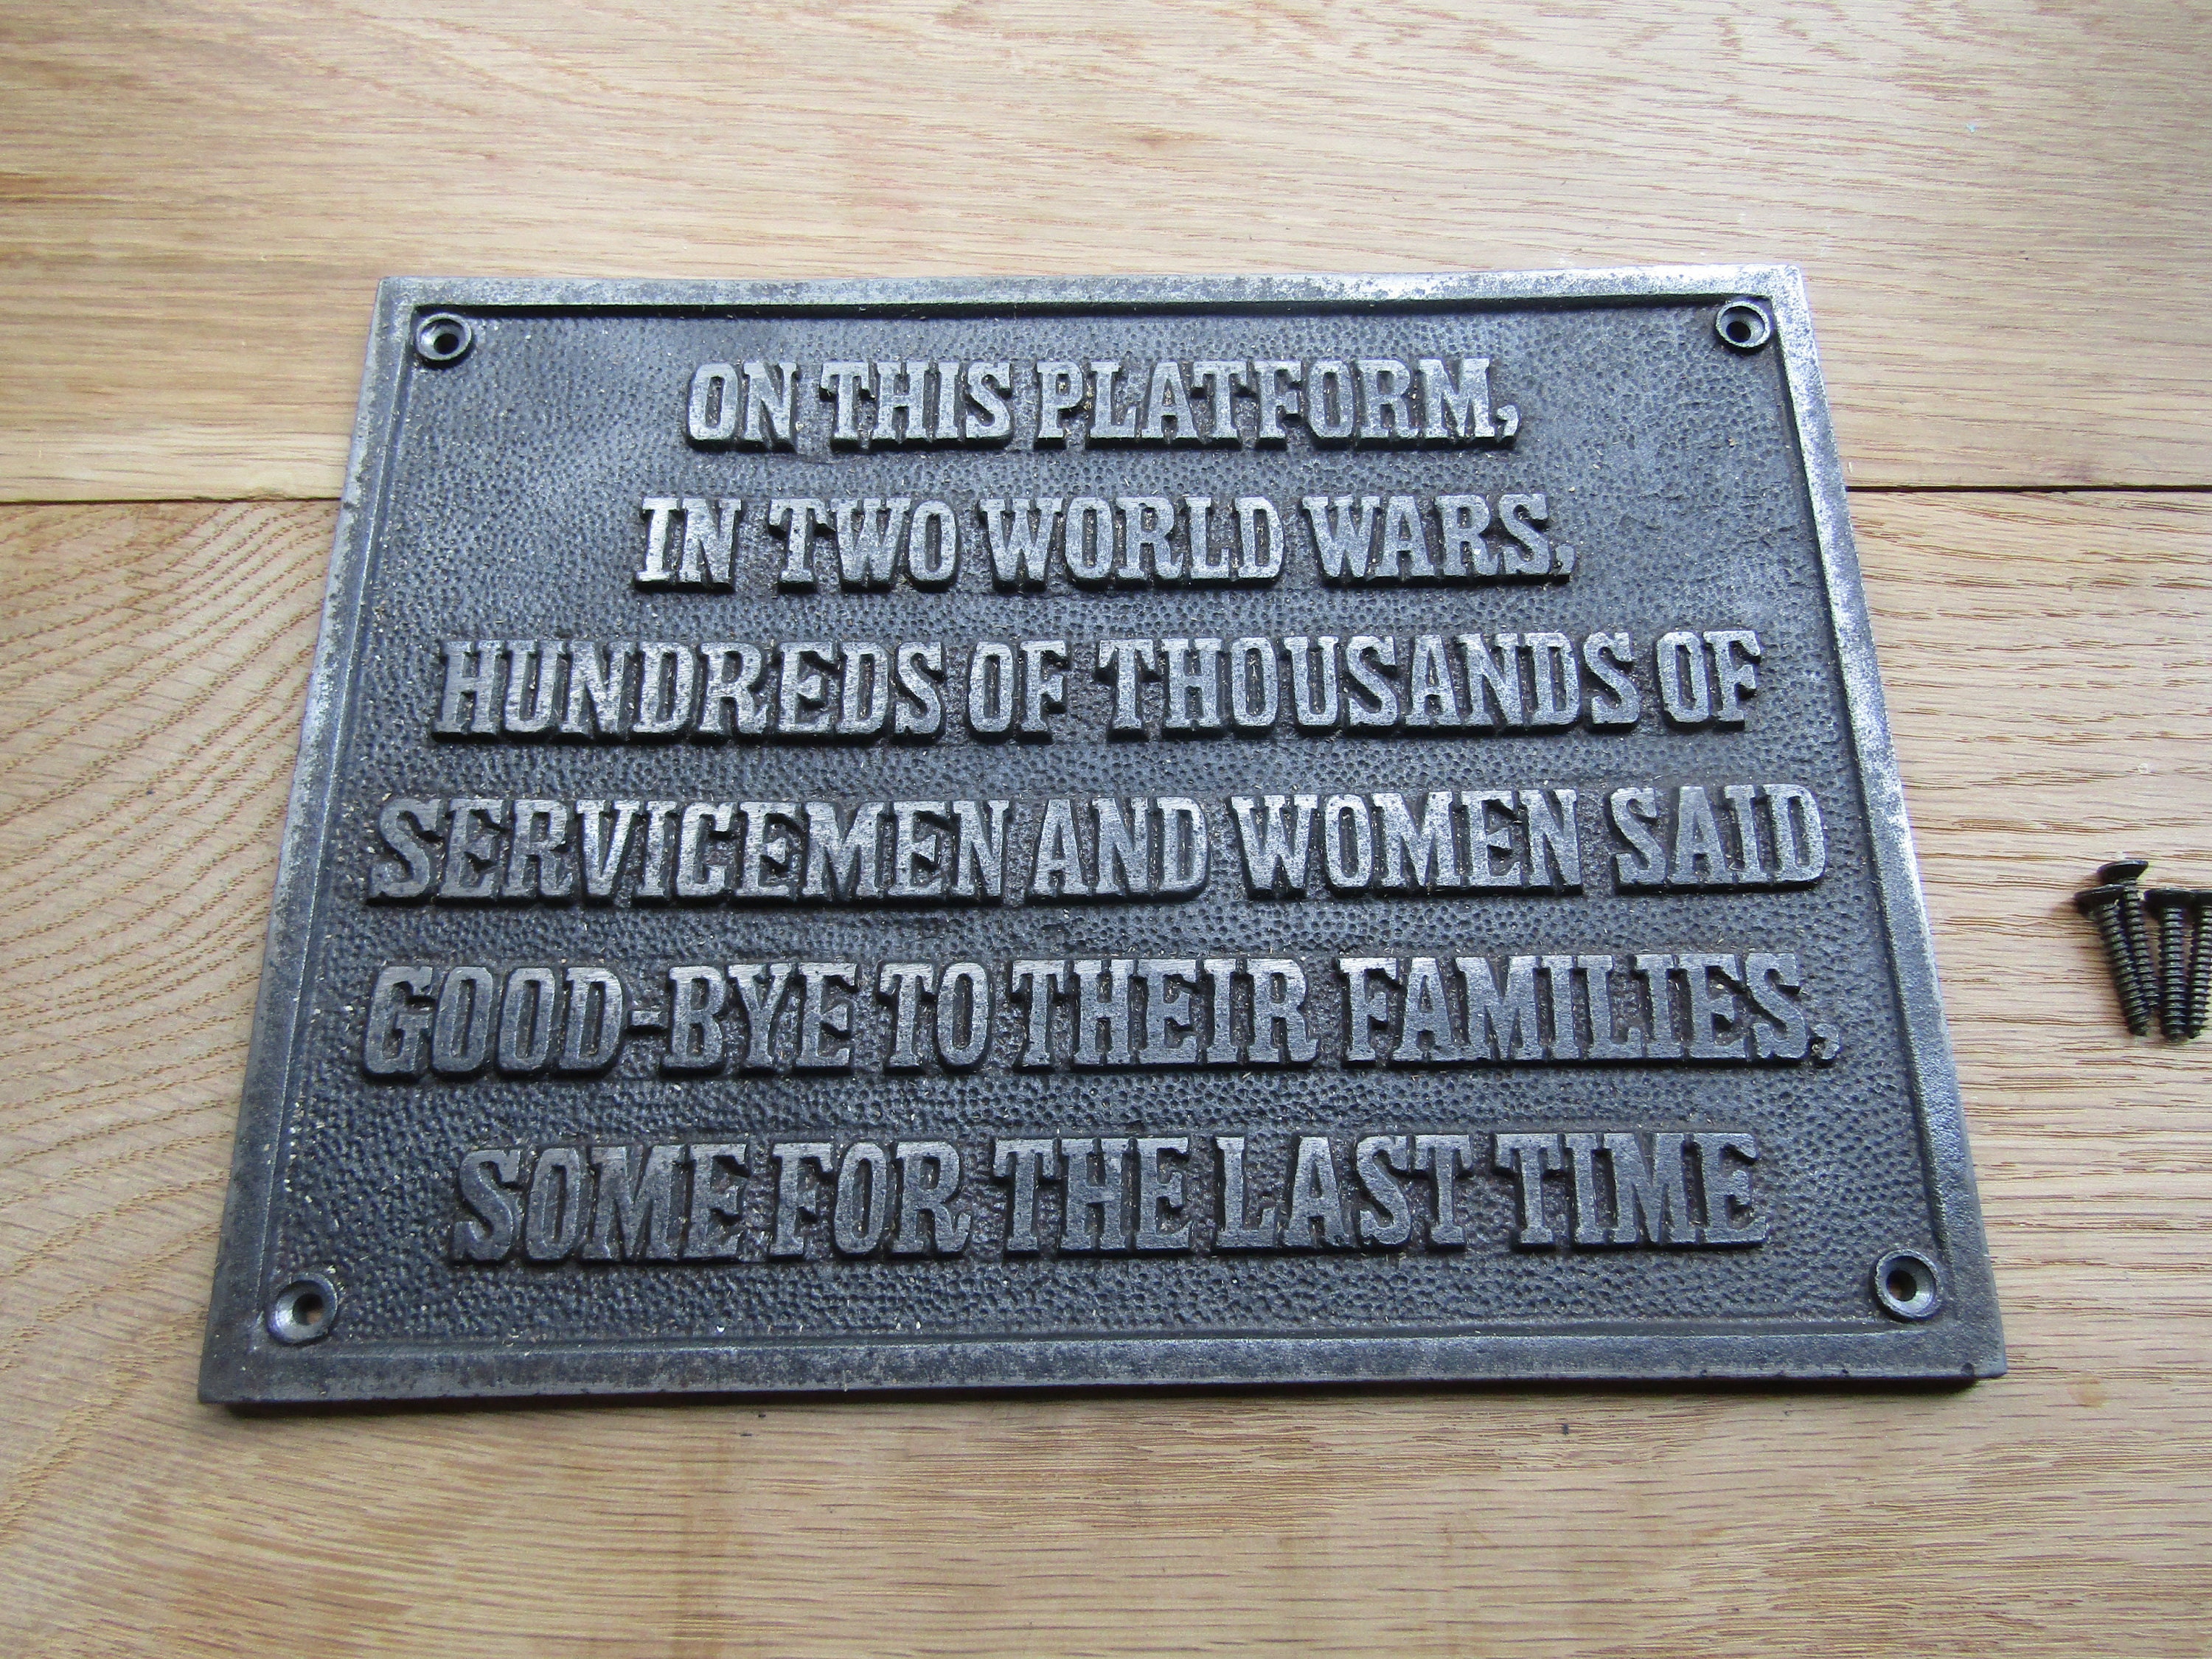 ON THIS PLATFORM,
IN TWO WORLD WARS,
HUNDREDS OF THOUSANDS OF
SERVICEMEN AND WOMEN SAID
GOOD-BYE TO THEIR FAMILIES,
SOME FOR THE LAST TIME